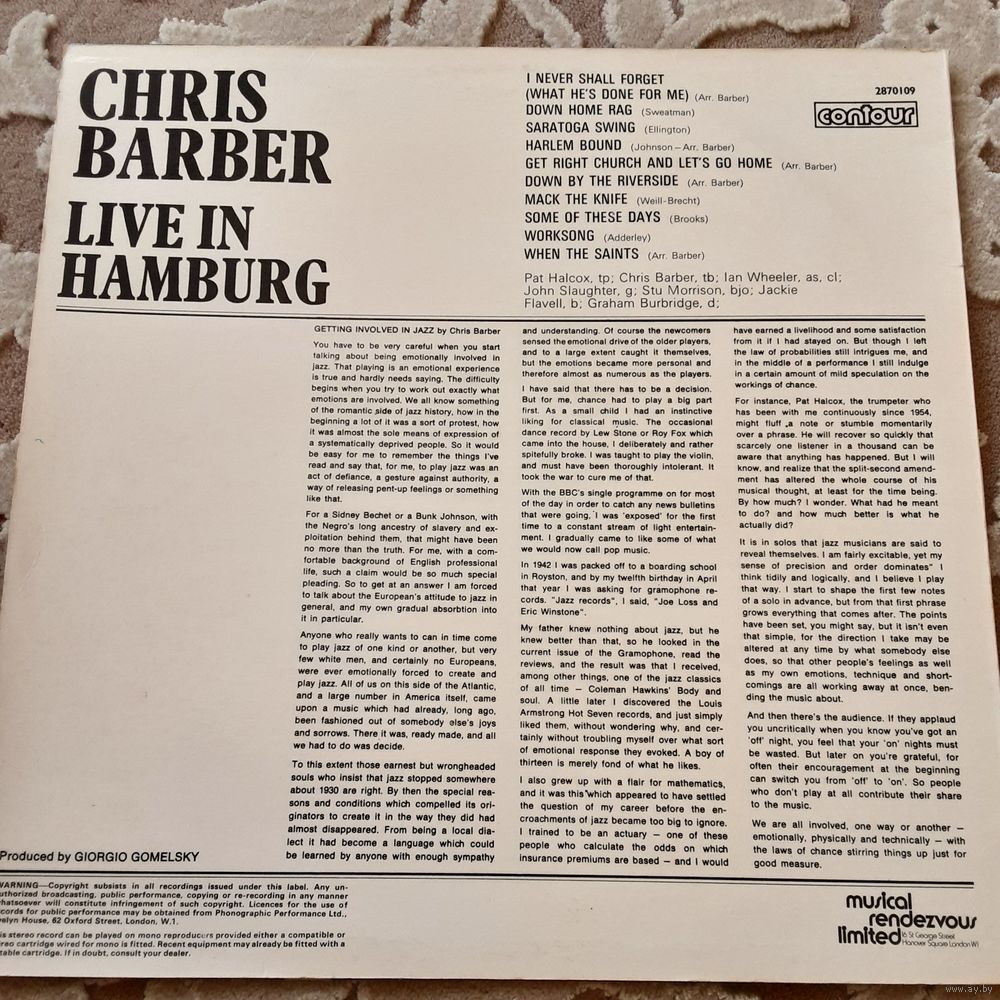 CHRIS
BARBER
LIVE IN
HAMBURG
I NEVER SHALL FORGET
(WHAT HE'S DONE FOR ME) (Arr. Barber)
DOWN HOME RAG (Sweatman)
SARATOGA SWING (Ellington)
HARLEM BOUND (Johnson–Arr. Barber)
GET RIGHT CHURCH AND LET'S GO HOME (Arr. Barber)
DOWN BY THE RIVERSIDE (Arr. Barber)
MACK THE KNIFE (Weill-Brecht)
SOME OF THESE DAYS (Brooks)
WORKSONG (Adderley)
WHEN THE SAINTS (Arr. Barber)
Pat Halcox, tp; Chris Barber, tb; Ian Wheeler, as, cl;
John Slaughter, g; Stu Morrison, bjo; Jackie
Flavell, b; Graham Burbridge, d;
2870109
contour
GETTING INVOLVED IN JAZZ by Chris Barber
You have to be very careful when you start
talking about being emotionally involved in
jazz. That playing is an emotional experience
is true and hardly needs saying. The difficulty
begins when you try to work out exactly what
emotions are involved. We all know something
of the romantic side of jazz history, how in the
beginning a lot of it was a sort of protest, how
it was almost the sole means of expression of
a systematically deprived people. So it would
be easy for me to remember the things I've
read and say that, for me, to play jazz was an
act of defiance, a gesture against authority, a
way of releasing pent-up feelings or something
like that.
For a Sidney Bechet or a Bunk Johnson, with
the Negro's long ancestry of slavery and ex-
ploitation behind them, that might have been
no more than the truth. For me, with a com-
fortable background of English professional
life, such a claim would be so much special
pleading. So to get at an answer I am forced
to talk about the European's attitude to jazz in
general, and my own gradual absorbtion into
it in particular.
Anyone who really wants to can in time come
to play jazz of one kind or another, but very
few white men, and certainly no Europeans,
were ever emotionally forced to create and
play jazz. All of us on this side of the Atlantic,
and a large number in America itself, came
upon a music which had already, long ago,
been fashioned out of somebody else's joys
and sorrows. There it was, ready made, and all
we had to do was decide.
To this extent those earnest but wrongheaded
souls who insist that jazz stopped somewhere
about 1930 are right. By then the special rea-
sons and conditions which compelled its ori-
ginators to create it in the way they did had
almost disappeared. From being a local dia-
lect it had become a language which could
be learned by anyone with enough sympathy
and understanding. Of course the newcomers
sensed the emotional drive of the older players,
and to a large extent caught it themselves,
but the emotions became more personal and
therefore almost as numerous as the players.
I have said that there has to be a decision.
But for me, chance had to play a big part
first. As a small child I had an instinctive
liking for classical music. The occasional
dance record by Lew Stone or Roy Fox which
came into the house, I deliberately and rather
spitefully broke. I was taught to play the violin,
and must have been thoroughly intolerant. It
took the war to cure me of that.
With the BBC's single programme on for most
of the day in order to catch any news bulletins
that were going, I was 'exposed' for the first
time to a constant stream of light entertain-
ment. I gradually came to like some of what
we would now call pop music.
In 1942 I was packed off to a boarding school
in Royston, and by my twelfth birthday in April
that year I was asking for gramophone re-
cords. "Jazz records", I said, "Joe Loss and
Eric Winstone".
My father knew nothing about jazz, but he
knew better than that, so he looked in the
current issue of the Gramophone, read the
reviews, and the result was that I received,
among other things, one of the jazz classics
of all time – Coleman Hawkins' Body and
soul. A little later I discovered the Louis
Armstrong Hot Seven records, and just simply
liked them, without wondering why, and cer-
tainly without troubling myself over what sort
of emotional response they evoked. A boy of
thirteen is merely fond of what he likes.
I also grew up with a flair for mathematics,
and it was this which appeared to have settled
the question of my career before the en-
croachments of jazz became too big to ignore.
I trained to be an actuary – one of these
people who calculate the odds on which
insurance premiums are based – and I would
have earned a livelihood and some satisfaction
from it if I had stayed on. But though I left
the law of probabilities still intrigues me, and
in the middle of a performance I still indulge
in a certain amount of mild speculation on the
workings of chance.
For instance, Pat Halcox, the trumpeter who
has been with me continuously since 1954,
might fluff a note or stumble momentarily
over a phrase. He will recover so quickly that
scarcely one listener in a thousand can be
aware that anything has happened. But I will
know, and realize that the split-second amend-
ment has altered the whole course of his
musical thought, at least for the time being.
By how much? I wonder. What had he meant
to do? and how much better is what he
actually did?
It is in solos that jazz musicians are said to
reveal themselves. I am fairly excitable, yet my
sense of precision and order dominates" I
think tidily and logically, and I believe I play
that way. I start to shape the first few notes
of a solo in advance, but from that first phrase
grows everything that comes after. The points
have been set, you might say, but it isn't even
that simple, for the direction I take may be
altered at any time by what somebody else
does, so that other people's feelings as well
as my own emotions, technique and short-
comings are all working away at once, ben-
ding the music about.
And then there's the audience. If they applaud
you uncritically when you know you've got an
'off' night, you feel that your 'on' nights must
be wasted. But later on you're grateful, for
often their encouragement at the beginning
can switch you from 'off' to 'on'. So people
who don't play at all contribute their share
to the music.
We are all involved, one way or another –
emotionally, physically and technically – with
the laws of chance stirring things up just for
good measure.
Produced by GIORGIO GOMELSKY
WARNING—Copyright subsists in all recordings issued under this label. Any un-
uthorized broadcasting, public performance, copying or re-recording in any manner
whatsoever will constitute infringement of such copyright. Licences for the use of
cords for public performance may be obtained from Phonographic Performance Ltd.,
velyn House, 62 Oxford Street, London, W.1.
is stereo record can be played on mono reproducers provided either a compatible or
reo cartridge wired for mono is fitted. Recent equipment may already be fitted with a
table cartridge. If in doubt, consult your dealer.
musical
rendezvous
limited
16 St George Street
Hanover Square London W1
www.ay.by